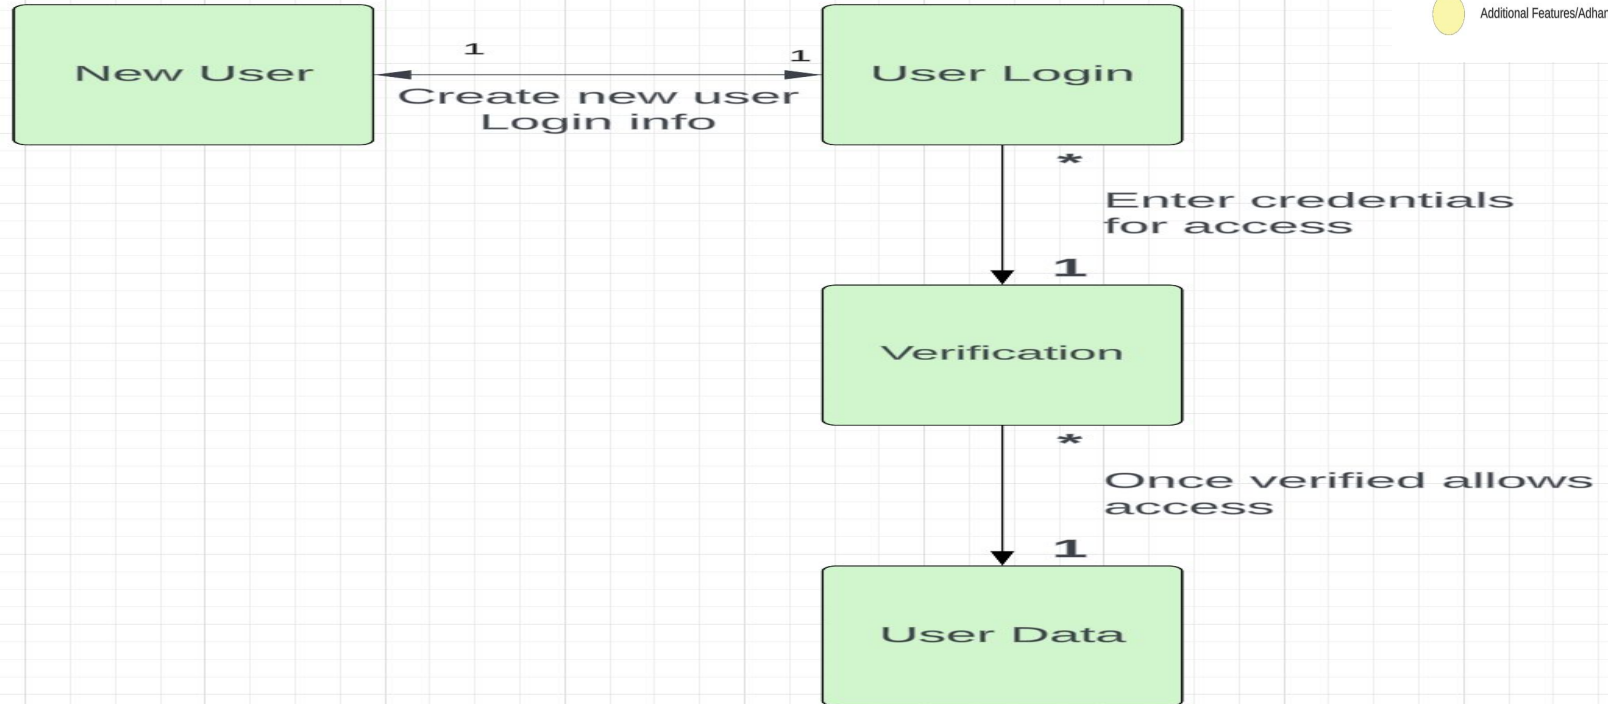 New User
1
1
Create new user
Login info
User Login
Additional Features/Adhan
*
Enter credentials
for access
1
Verification
*
Once verified allows
access
1
User Data